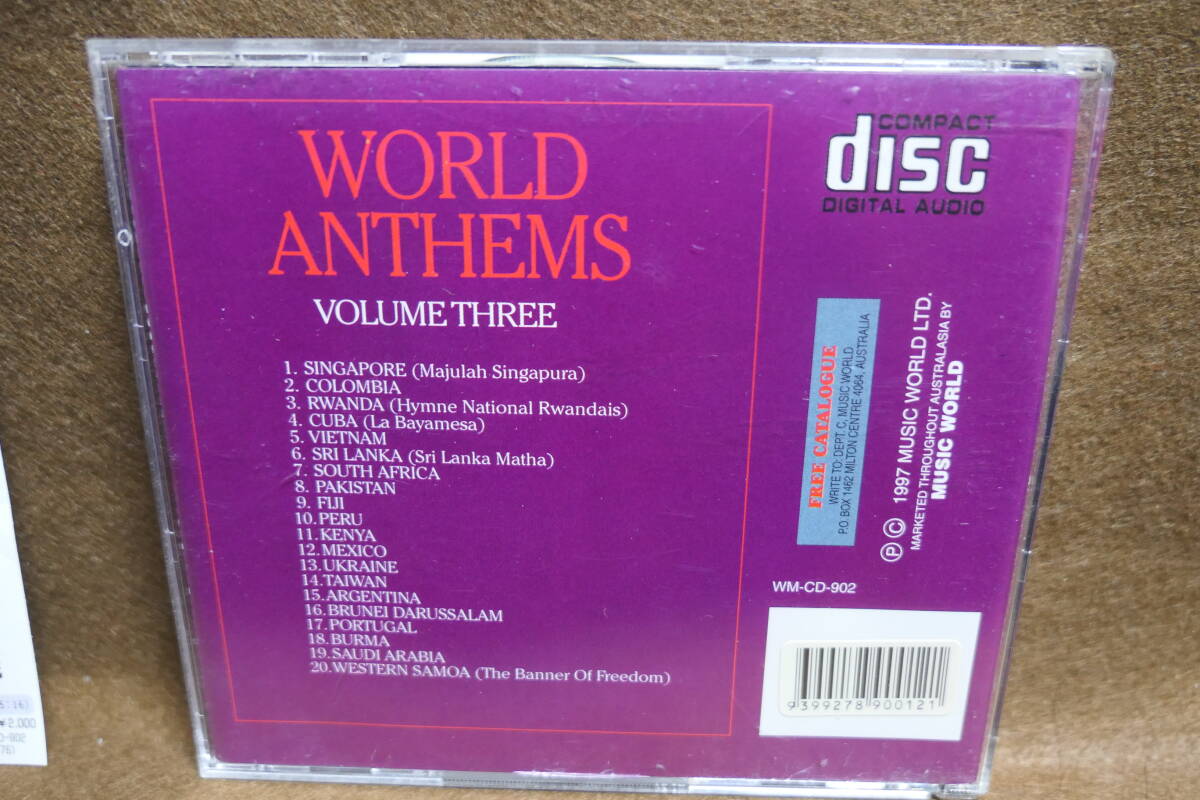 WORLD
ANTHEMS
VOLUME THREE
1. SINGAPORE (Majulah Singapura)
2. COLOMBIA
3. RWANDA (Hymne National Rwandais)
4. CUBA (La Bayamesa)
5. VIETNAM
6. SRI LANKA (Sri Lanka Matha)
7. SOUTH AFRICA
8. PAKISTAN
9. FIJI
10. PERU
11. KENYA
12. MEXICO
13. UKRAINE
14. TAIWAN
15. ARGENTINA
16. BRUNEI DARUSSALAM
17. PORTUGAL
18. BURMA
19. SAUDI ARABIA
20. WESTERN SAMOA (The Banner Of Freedom)
COMPACT
disc
DIGITAL AUDIO
FREE CATALOGUE
WRITE TO: DEPT. C, MUSIC WORLD
P.O. BOX 1462 MILTON CENTRE 4064, AUSTRALIA
Ⓟ © 1997 MUSIC WORLD LTD.
MARKETED THROUGHOUT AUSTRALASIA BY
MUSIC WORLD
WM-CD-902
9 399278 900121
:16)
¥2,000
-902
76)